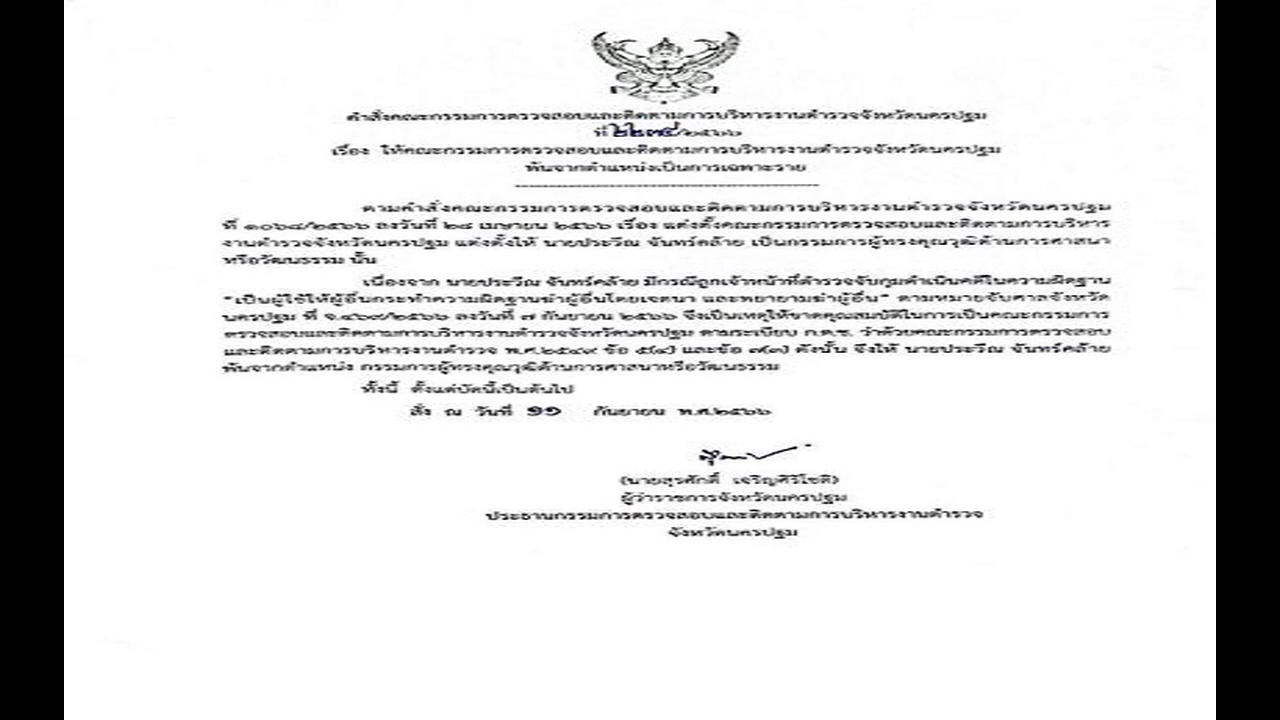 คำสั่งคณะกรรมการตรวจสอบและติดตามการบริหารงานตำรวจจังหวัดนครปฐม
ที่ ๒๒๓๔/๒๕๖๖
เรื่อง ให้คณะกรรมการตรวจสอบและติดตามการบริหารงานตำรวจจังหวัดนครปฐม
พ้นจากตำแหน่งเป็นการเฉพาะราย
ตามคำสั่งคณะกรรมการตรวจสอบและติดตามการบริหารงานตำรวจจังหวัดนครปฐม
ที่ ๑๐๖๘/๒๕๖๖ ลงวันที่ ๒๘ เมษายน ๒๕๖๖ เรื่อง แต่งตั้งคณะกรรมการตรวจสอบและติดตามการบริหาร
งานตำรวจจังหวัดนครปฐม แต่งตั้งให้ นายประวีณ จันทร์คล้าย เป็นกรรมการผู้ทรงคุณวุฒิด้านการศาสนา
หรือวัฒนธรรม นั้น
เนื่องจาก นายประวีณ จันทร์คล้าย มีกรณีถูกเจ้าหน้าที่ตำรวจจับกุมดำเนินคดีในความผิดฐาน
"เป็นผู้ใช้ให้ผู้อื่นกระทำความผิดฐานฆ่าผู้อื่นโดยเจตนา และพยายามฆ่าผู้อื่น" ตามหมายจับศาลจังหวัด
นครปฐม ที่ จ.๔๖๗/๒๕๖๖ ลงวันที่ ๗ กันยายน ๒๕๖๖ จึงเป็นเหตุให้ขาดคุณสมบัติในการเป็นคณะกรรมการ
ตรวจสอบและติดตามการบริหารงานตำรวจจังหวัดนครปฐม ตามระเบียบ ก.ต.ช. ว่าด้วยคณะกรรมการตรวจสอบ
และติดตามการบริหารงานตำรวจ พ.ศ.๒๕๔๙ ข้อ และข้อ ดังนั้น จึงให้ นายประวีณ จันทร์คล้าย
พ้นจากตำแหน่ง กรรมการผู้ทรงคุณวุฒิด้านการศาสนาหรือวัฒนธรรม
ทั้งนี้ ตั้งแต่บัดนี้เป็นต้นไป
สั่ง ณ วันที่ ๑๑ กันยายน พ.ศ.๒๕๖๖
(นายสุรศักดิ์ เจริญศิริโชติ)
ผู้ว่าราชการจังหวัดนครปฐม
ประธานกรรมการตรวจสอบและติดตามการบริหารงานตำรวจ
จังหวัดนครปฐม